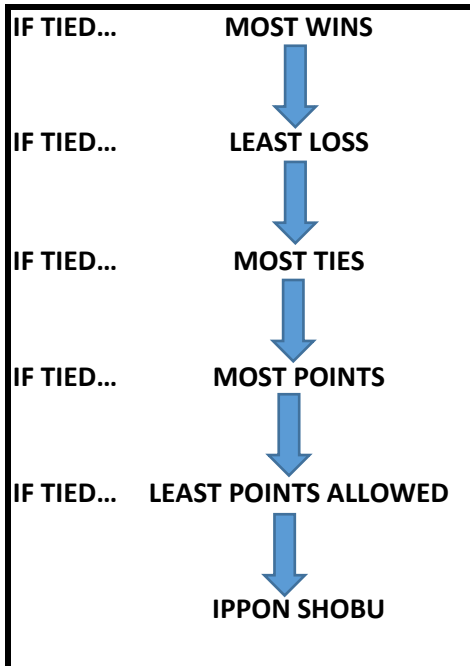 IF TIED... MOST WINS
IF TIED... LEAST LOSS
IF TIED... MOST TIES
IF TIED... MOST POINTS
IF TIED... LEAST POINTS ALLOWED
IPPON SHOBU